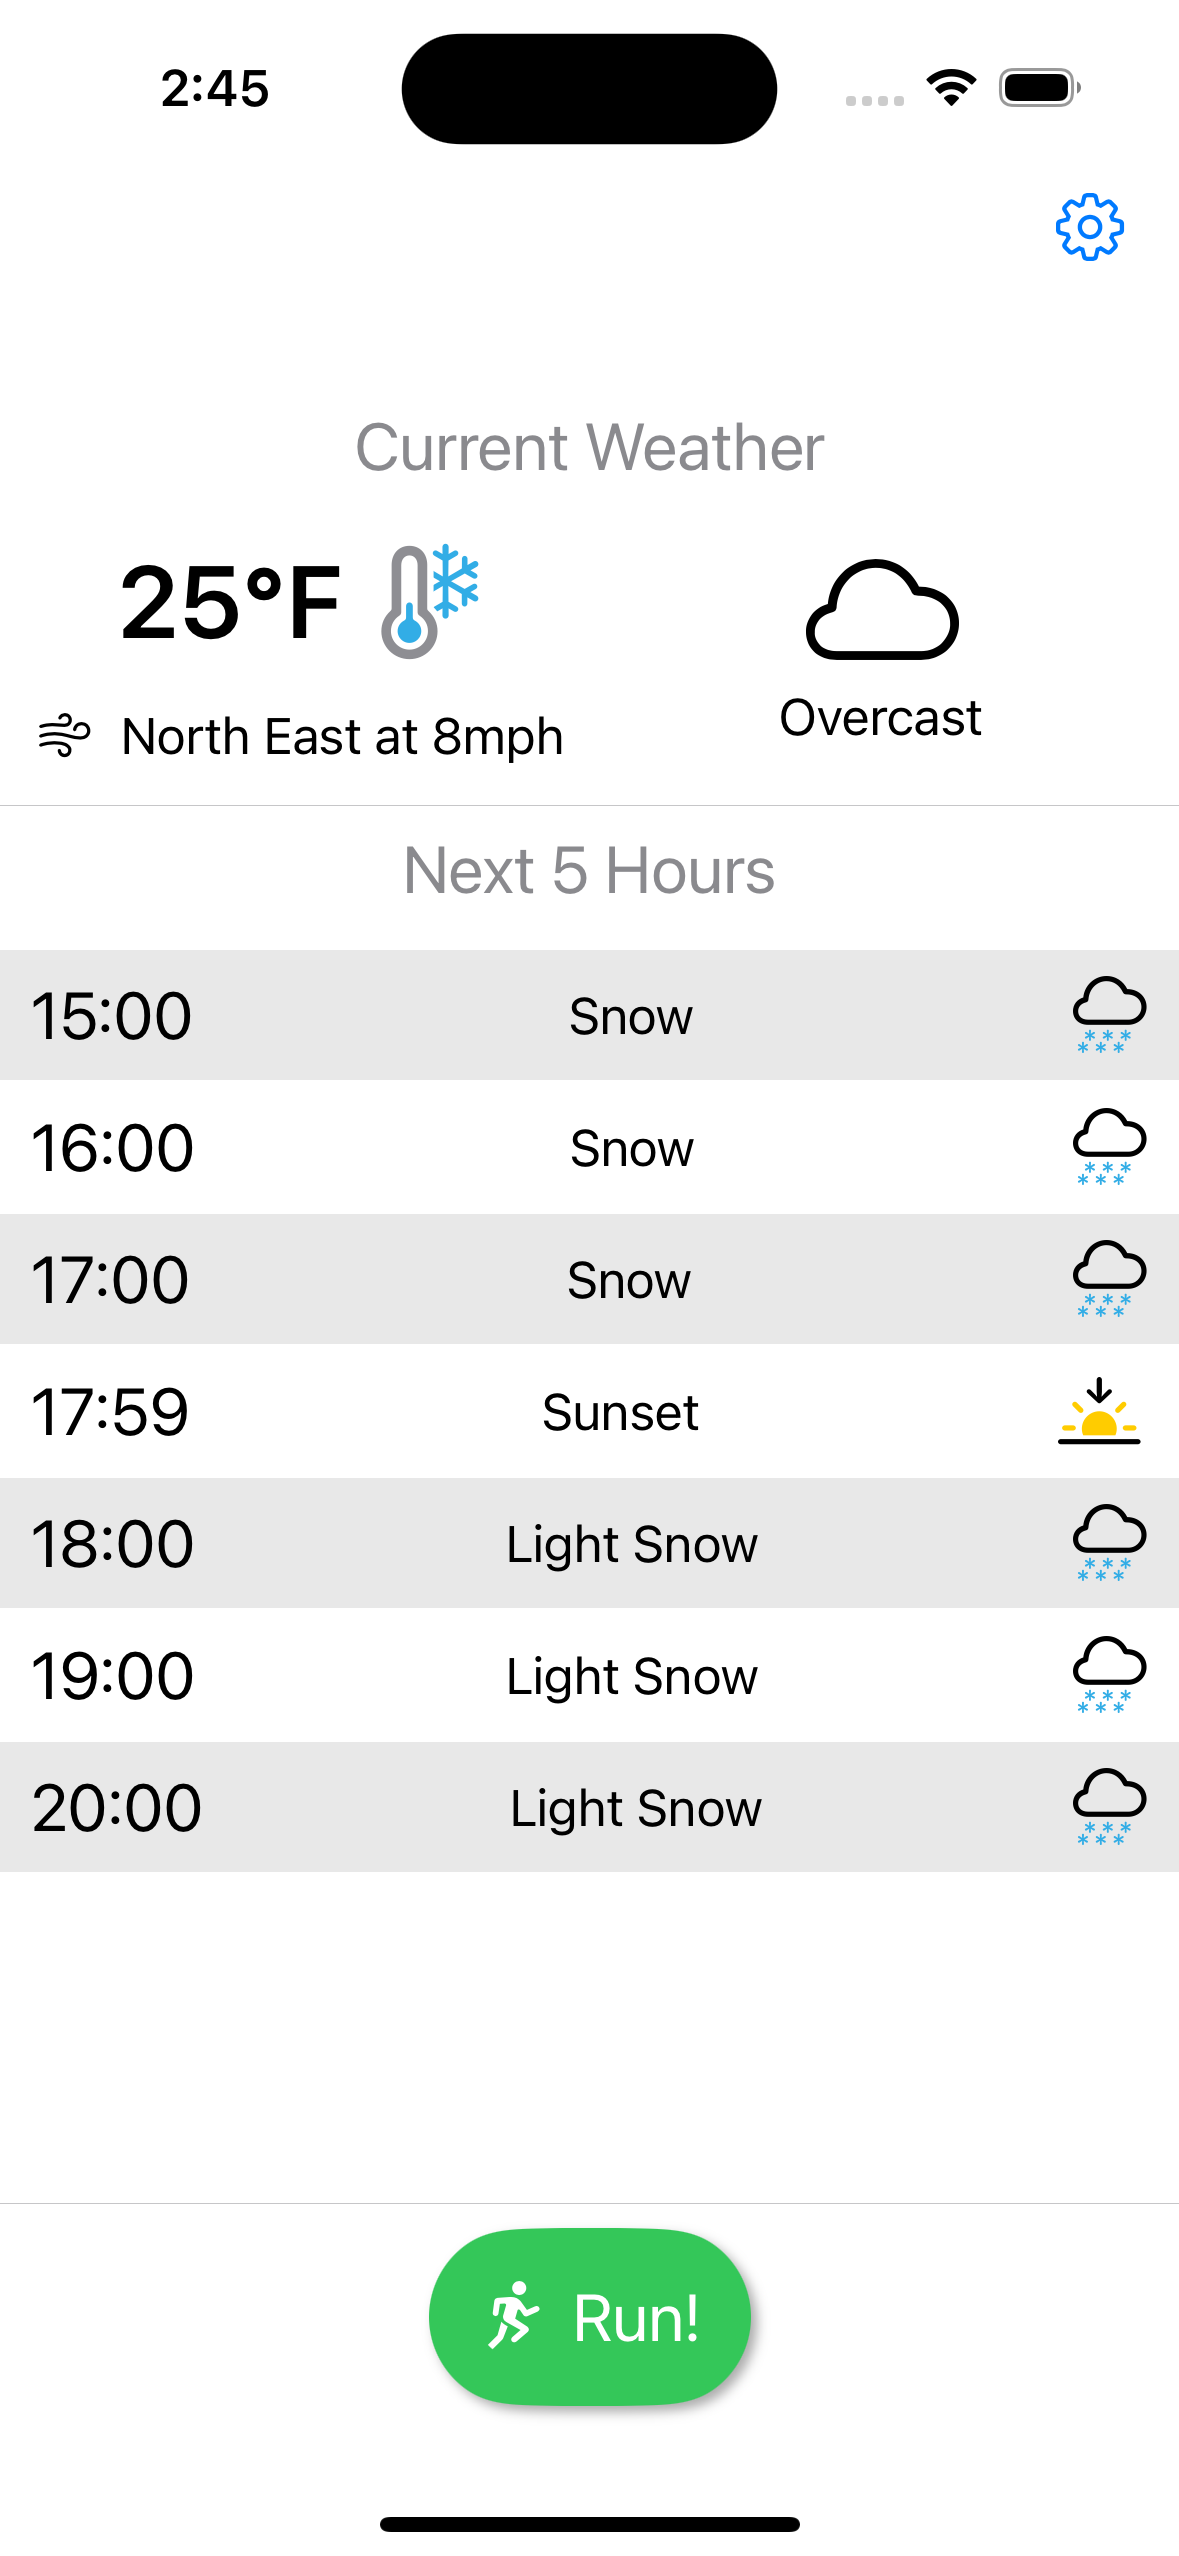 2:45
Current Weather
25°F
North East at 8mph
Overcast
Next 5 Hours
15:00 Snow
16:00 Snow
17:00 Snow
17:59 Sunset
18:00 Light Snow
19:00 Light Snow
20:00 Light Snow
Run!